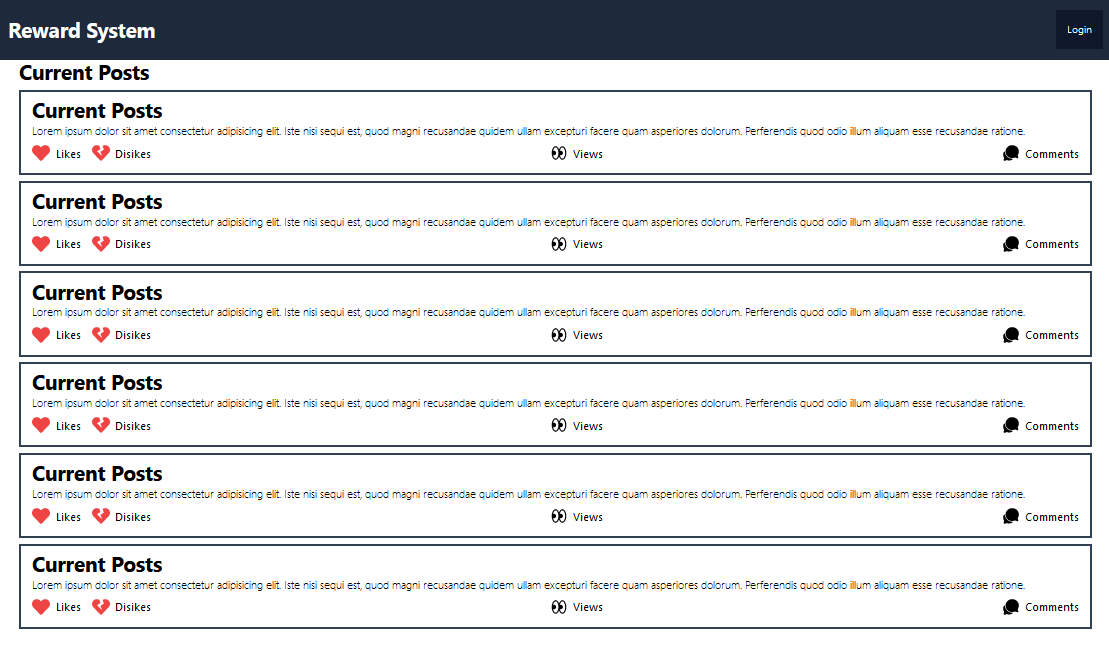 Reward System
Login
Current Posts
Current Posts
Lorem ipsum dolor sit amet consectetur adipisicing elit. Iste nisi sequi est, quod magni recusandae quidem ullam excepturi facere quam asperiores dolorum. Perferendis quod odio illum aliquam esse recusandae ratione.
Likes Disikes Views Comments
Current Posts
Lorem ipsum dolor sit amet consectetur adipisicing elit. Iste nisi sequi est, quod magni recusandae quidem ullam excepturi facere quam asperiores dolorum. Perferendis quod odio illum aliquam esse recusandae ratione.
Likes Disikes Views Comments
Current Posts
Lorem ipsum dolor sit amet consectetur adipisicing elit. Iste nisi sequi est, quod magni recusandae quidem ullam excepturi facere quam asperiores dolorum. Perferendis quod odio illum aliquam esse recusandae ratione.
Likes Disikes Views Comments
Current Posts
Lorem ipsum dolor sit amet consectetur adipisicing elit. Iste nisi sequi est, quod magni recusandae quidem ullam excepturi facere quam asperiores dolorum. Perferendis quod odio illum aliquam esse recusandae ratione.
Likes Disikes Views Comments
Current Posts
Lorem ipsum dolor sit amet consectetur adipisicing elit. Iste nisi sequi est, quod magni recusandae quidem ullam excepturi facere quam asperiores dolorum. Perferendis quod odio illum aliquam esse recusandae ratione.
Likes Disikes Views Comments
Current Posts
Lorem ipsum dolor sit amet consectetur adipisicing elit. Iste nisi sequi est, quod magni recusandae quidem ullam excepturi facere quam asperiores dolorum. Perferendis quod odio illum aliquam esse recusandae ratione.
Likes Disikes Views Comments